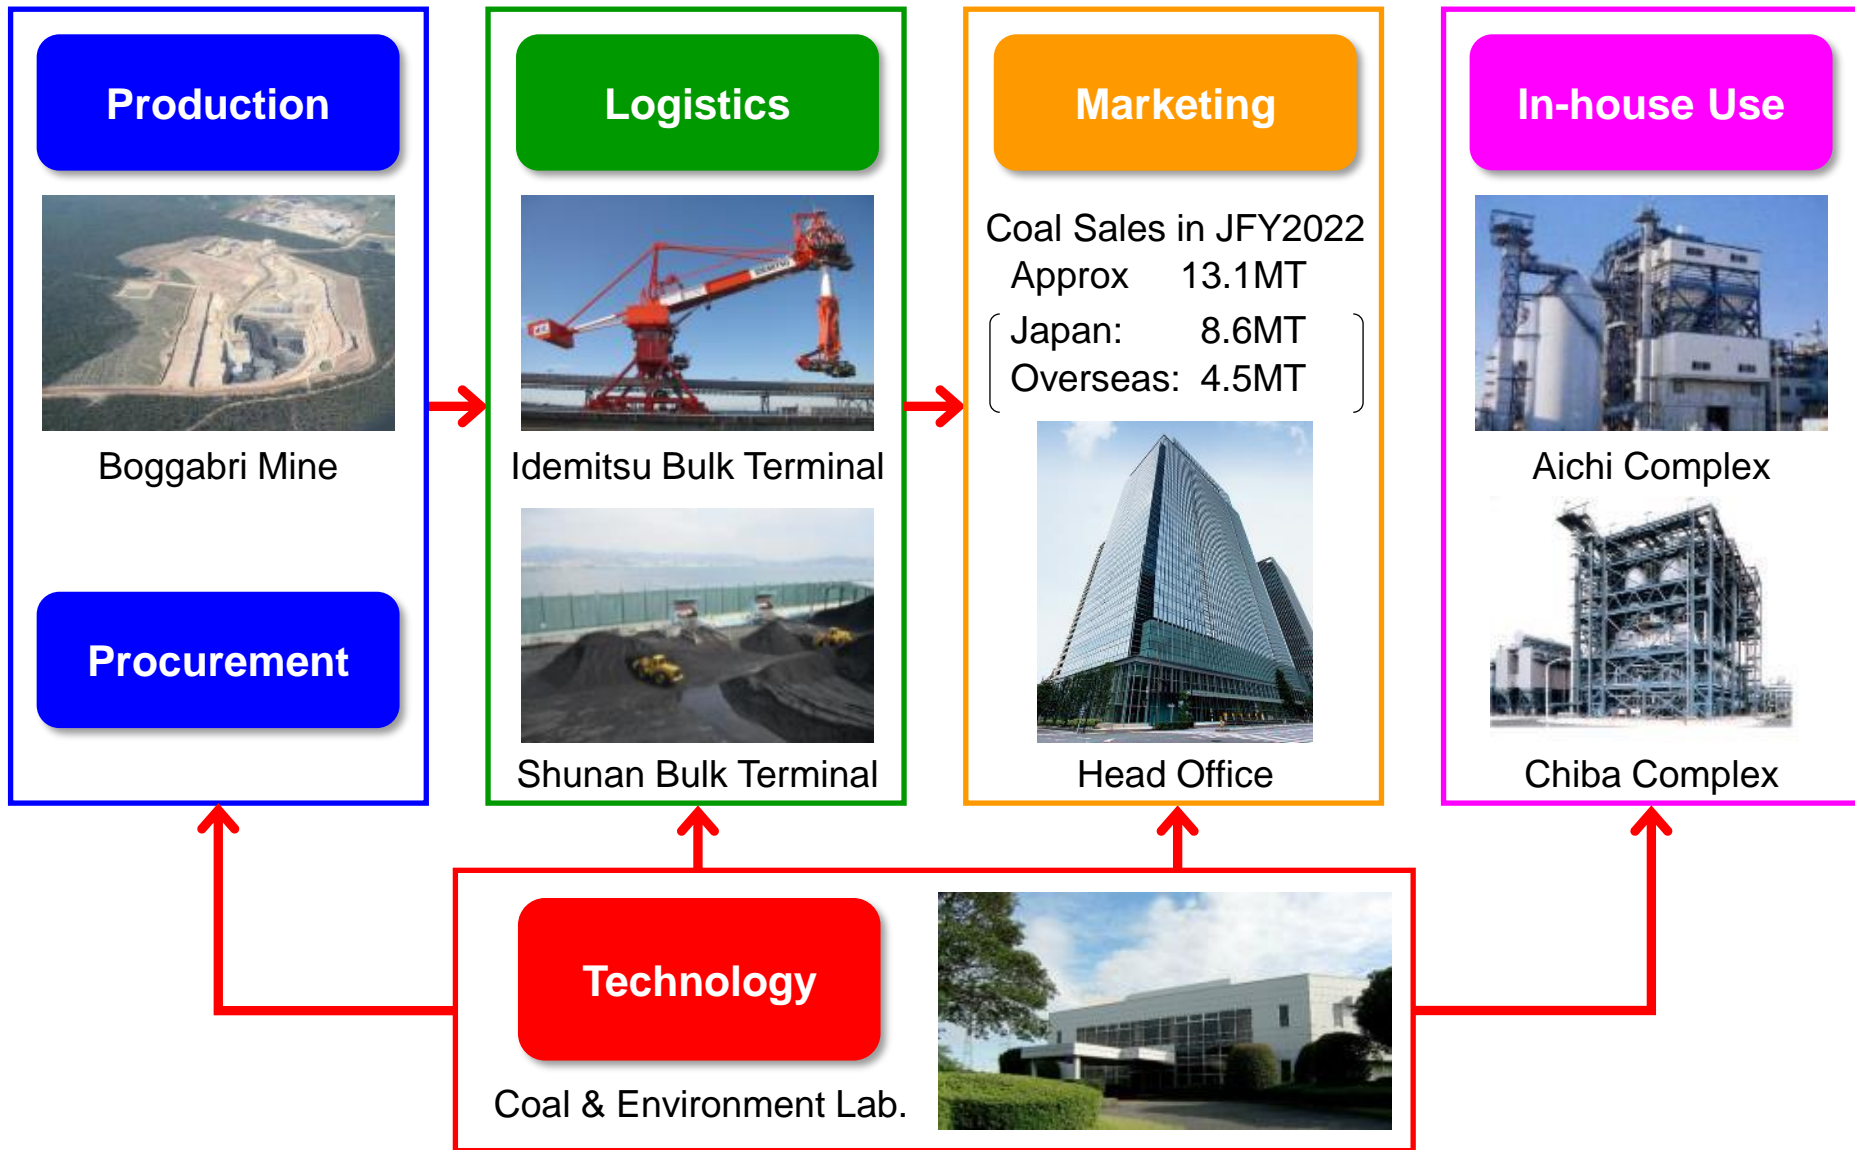 Production
Boggabri Mine
Procurement
Logistics
IDEMITSU
Idemitsu Bulk Terminal
Shunan Bulk Terminal
Marketing
Coal Sales in JFY2022
Approx 13.1MT
Japan: 8.6MT
Overseas: 4.5MT
Head Office
In-house Use
Aichi Complex
Chiba Complex
Technology
Coal & Environment Lab.